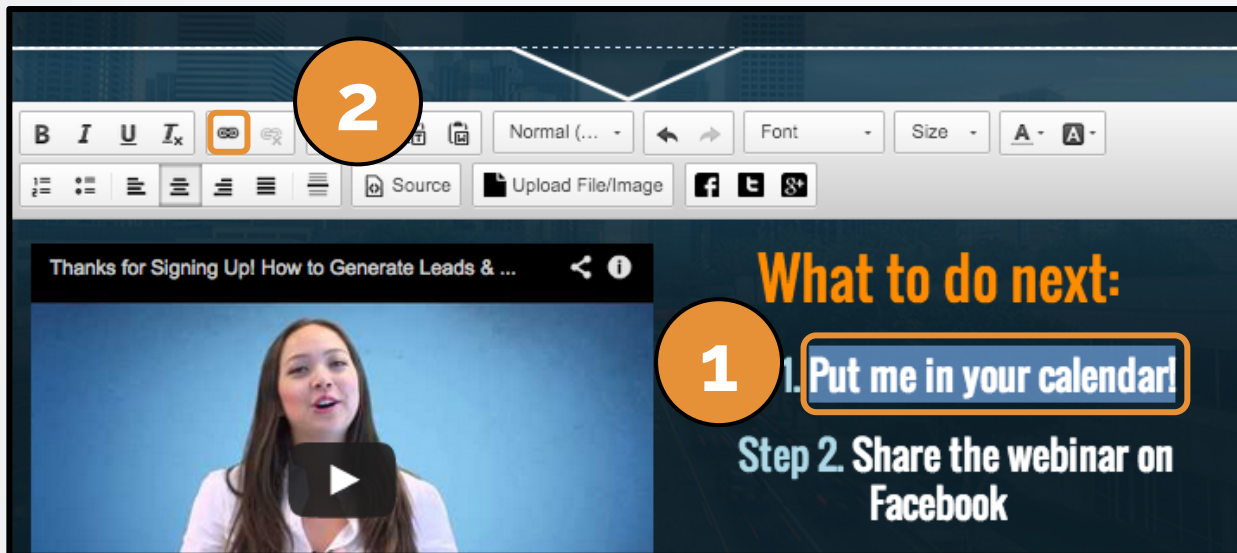 2
B I U Ix Normal (... Font Size A A
Source Upload File/Image
Thanks for Signing Up! How to Generate Leads & ...
What to do next:
1
1. Put me in your calendar!
Step 2. Share the webinar on
Facebook